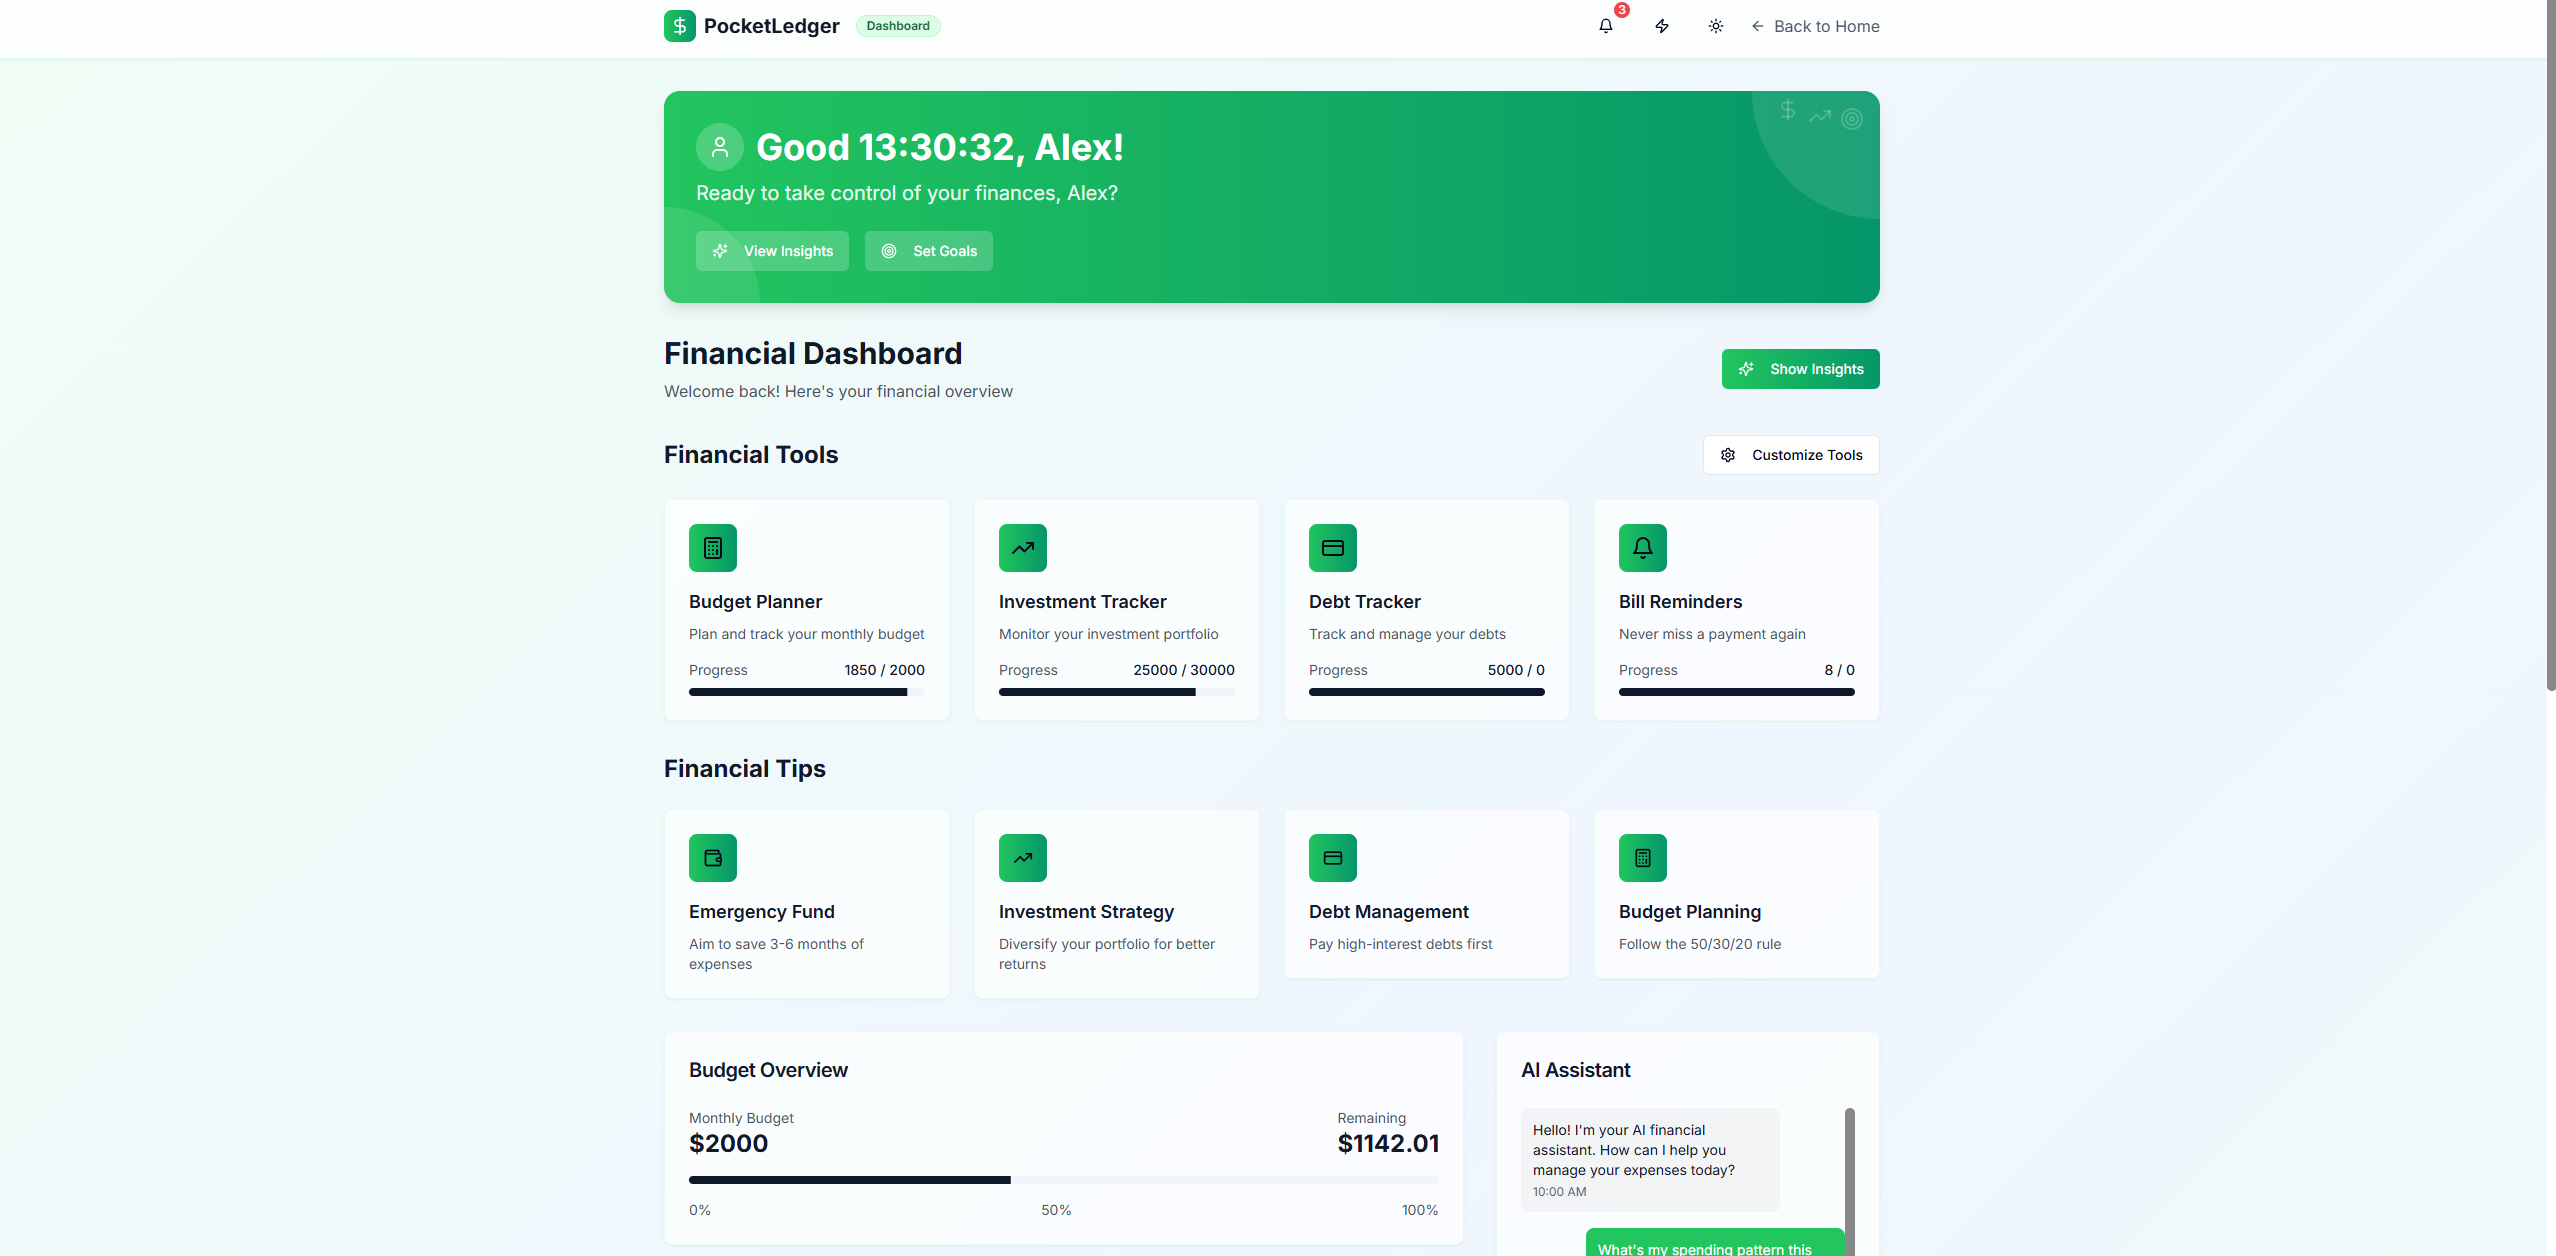 PocketLedger
Dashboard
3
Back to Home
Good 13:30:32, Alex!
Ready to take control of your finances, Alex?
View Insights
Set Goals
Financial Dashboard
Welcome back! Here's your financial overview
Show Insights
Financial Tools
Customize Tools
Budget Planner
Plan and track your monthly budget
Progress 1850 / 2000
Investment Tracker
Monitor your investment portfolio
Progress 25000 / 30000
Debt Tracker
Track and manage your debts
Progress 5000 / 0
Bill Reminders
Never miss a payment again
Progress 8 / 0
Financial Tips
Emergency Fund
Aim to save 3-6 months of
expenses
Investment Strategy
Diversify your portfolio for better
returns
Debt Management
Pay high-interest debts first
Budget Planning
Follow the 50/30/20 rule
Budget Overview
Monthly Budget
$2000
Remaining
$1142.01
0% 50% 100%
AI Assistant
Hello! I'm your AI financial
assistant. How can I help you
manage your expenses today?
10:00 AM
What's my spending pattern this